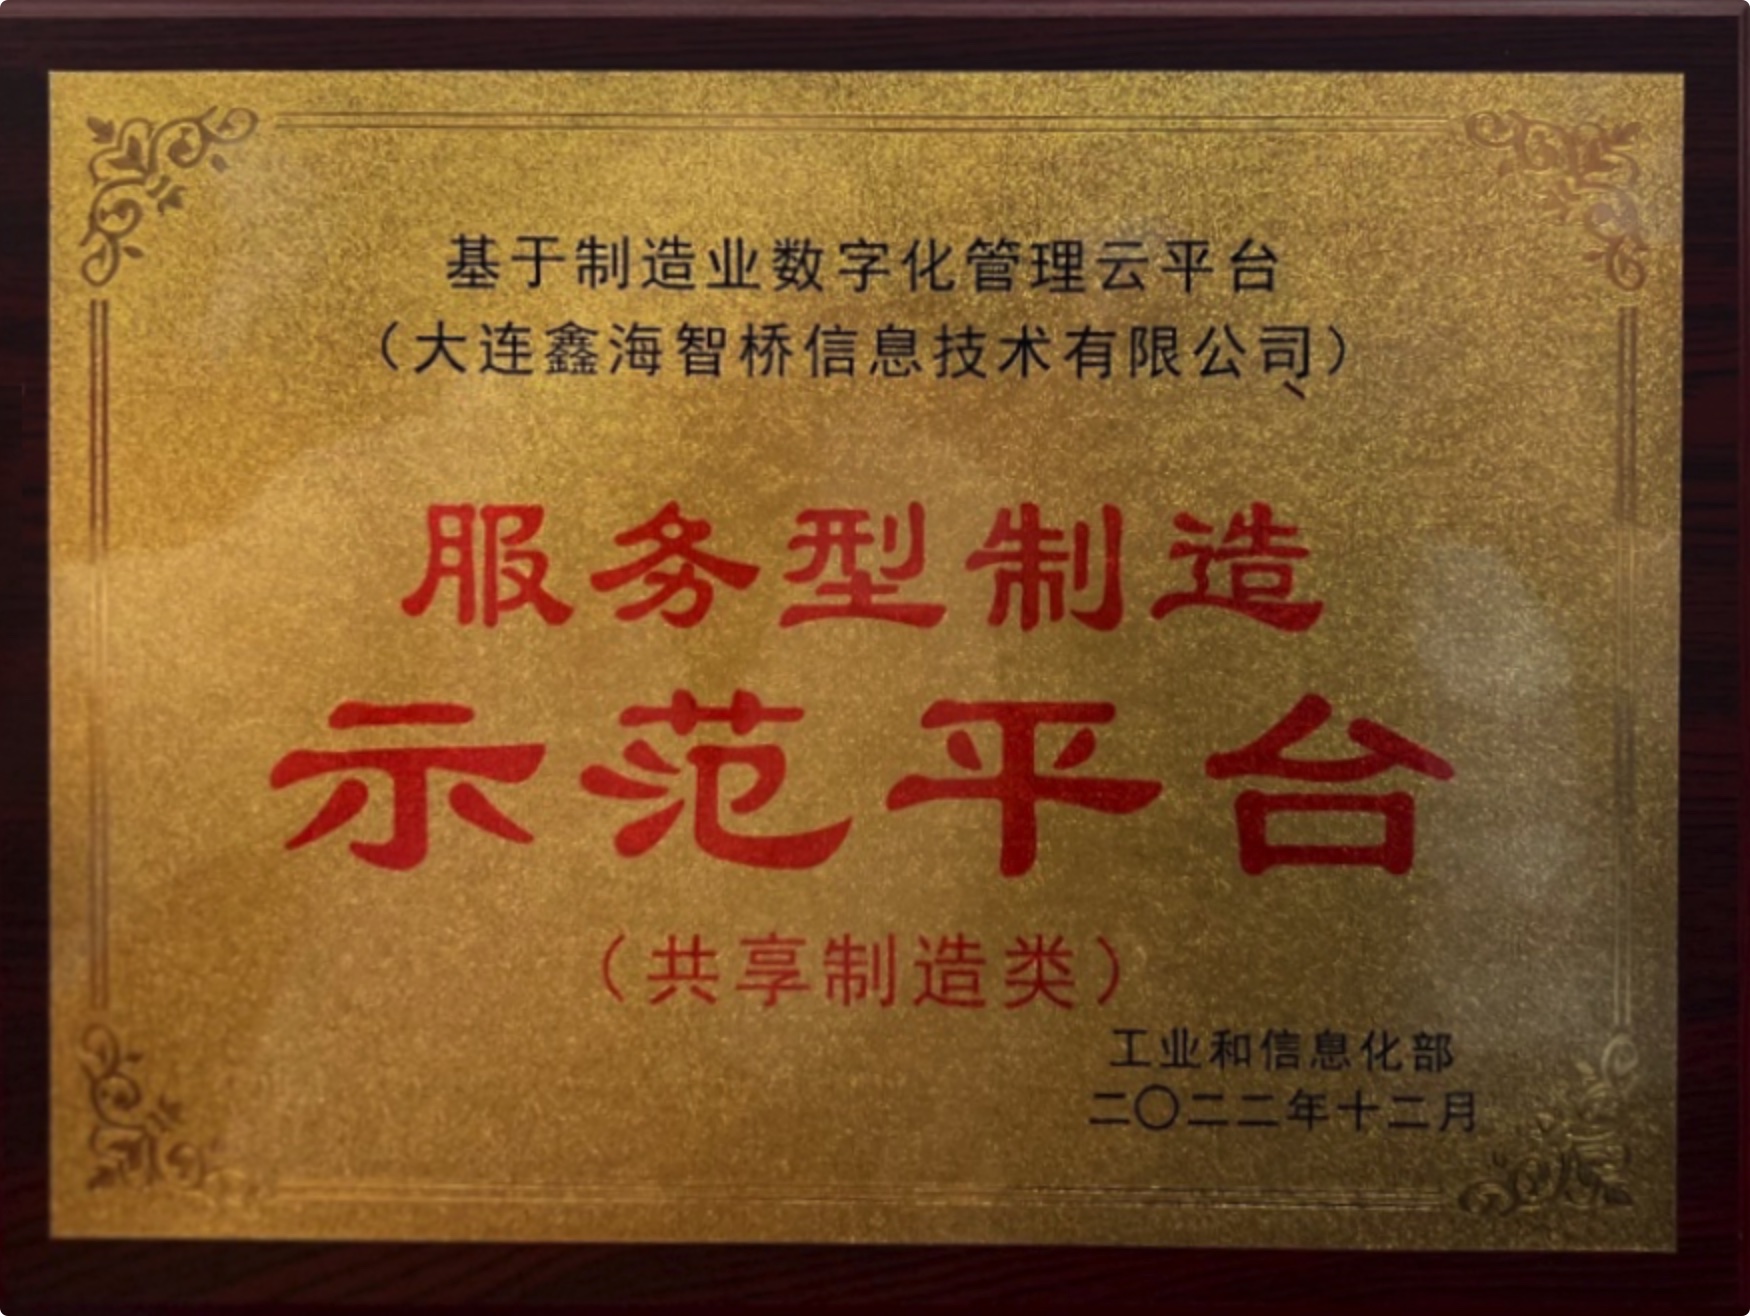 基于制造业数字化管理云平台
（大连鑫海智桥信息技术有限公司）
服务型制造
示范平台
（共享制造类）
工业和信息化部
二〇二二年十二月